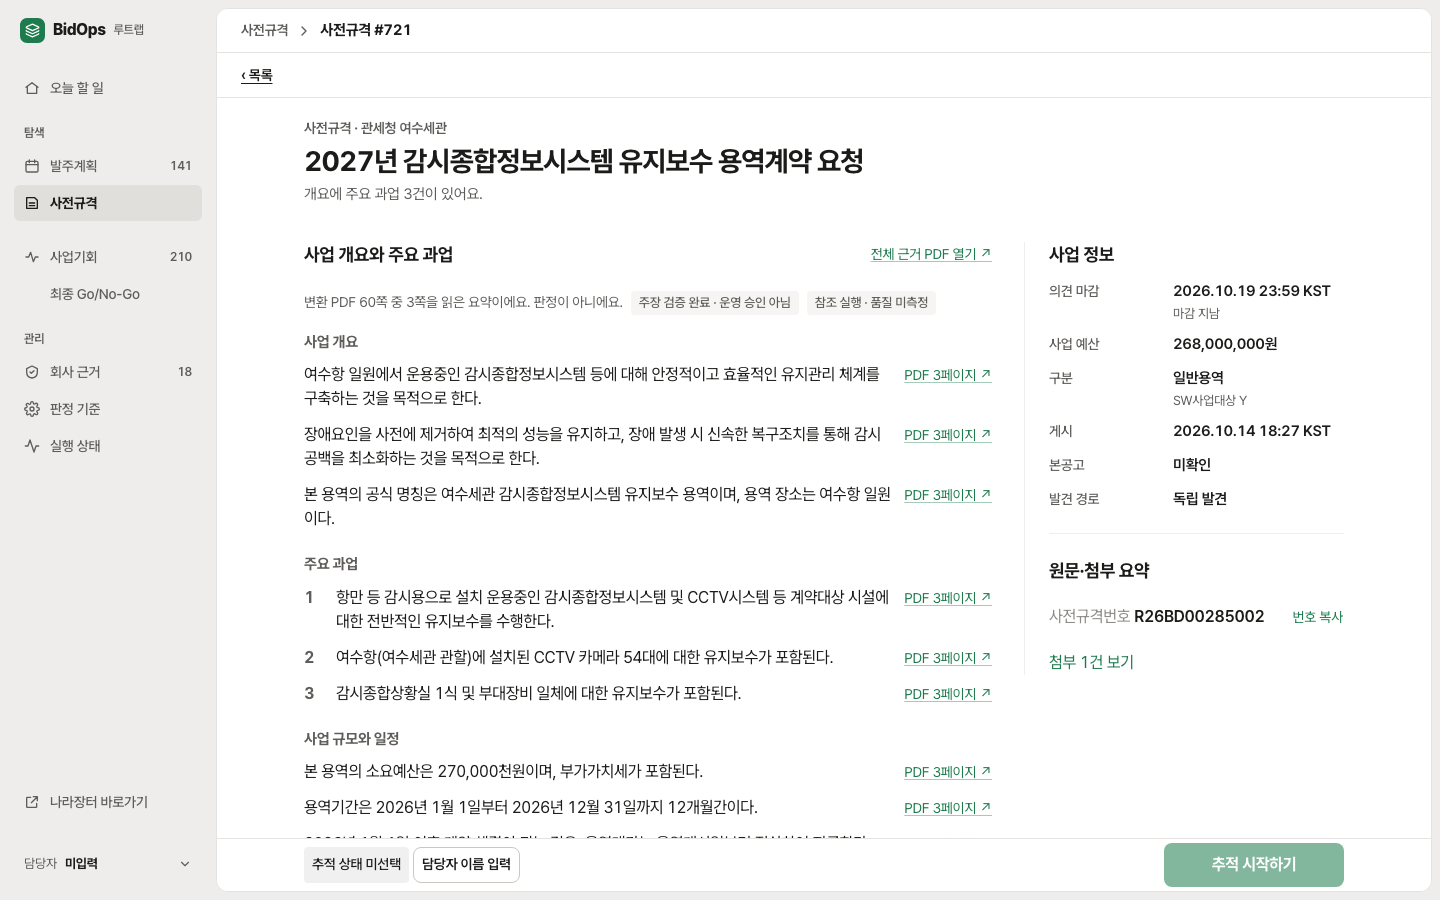 BidOps 루트랩
오늘 할 일
탐색
발주계획 141
사전규격
사업기회 210
최종 Go/No-Go
관리
회사 근거 18
판정 기준
실행 상태
나라장터 바로가기
담당자 미입력
사전규격 > 사전규격 #721
‹ 목록
사전규격 · 관세청 여수세관
2027년 감시종합정보시스템 유지보수 용역계약 요청
개요에 주요 과업 3건이 있어요.
사업 개요와 주요 과업
전체 근거 PDF 열기 ↗
변환 PDF 60쪽 중 3쪽을 읽은 요약이에요. 판정이 아니에요. 주장 검증 완료 · 운영 승인 아님 참조 실행 · 품질 미측정
사업 개요
여수항 일원에서 운용중인 감시종합정보시스템 등에 대해 안정적이고 효율적인 유지관리 체계를 PDF 3페이지 ↗
구축하는 것을 목적으로 한다.
장애요인을 사전에 제거하여 최적의 성능을 유지하고, 장애 발생 시 신속한 복구조치를 통해 감시 PDF 3페이지 ↗
공백을 최소화하는 것을 목적으로 한다.
본 용역의 공식 명칭은 여수세관 감시종합정보시스템 유지보수 용역이며, 용역 장소는 여수항 일원 PDF 3페이지 ↗
이다.
주요 과업
1 항만 등 감시용으로 설치 운용중인 감시종합정보시스템 및 CCTV시스템 등 계약대상 시설에 PDF 3페이지 ↗
대한 전반적인 유지보수를 수행한다.
2 여수항(여수세관 관할)에 설치된 CCTV 카메라 54대에 대한 유지보수가 포함된다. PDF 3페이지 ↗
3 감시종합상황실 1식 및 부대장비 일체에 대한 유지보수가 포함된다. PDF 3페이지 ↗
사업 규모와 일정
본 용역의 소요예산은 270,000천원이며, 부가가치세가 포함된다. PDF 3페이지 ↗
용역기간은 2026년 1월 1일부터 2026년 12월 31일까지 12개월간이다. PDF 3페이지 ↗
사업 정보
의견 마감 2026.10.19 23:59 KST
마감 지남
사업 예산 268,000,000원
구분 일반용역
SW사업대상 Y
게시 2026.10.14 18:27 KST
본공고 미확인
발견 경로 독립 발견
원문·첨부 요약
사전규격번호 R26BD00285002 번호 복사
첨부 1건 보기
추적 상태 미선택 담당자 이름 입력 추적 시작하기